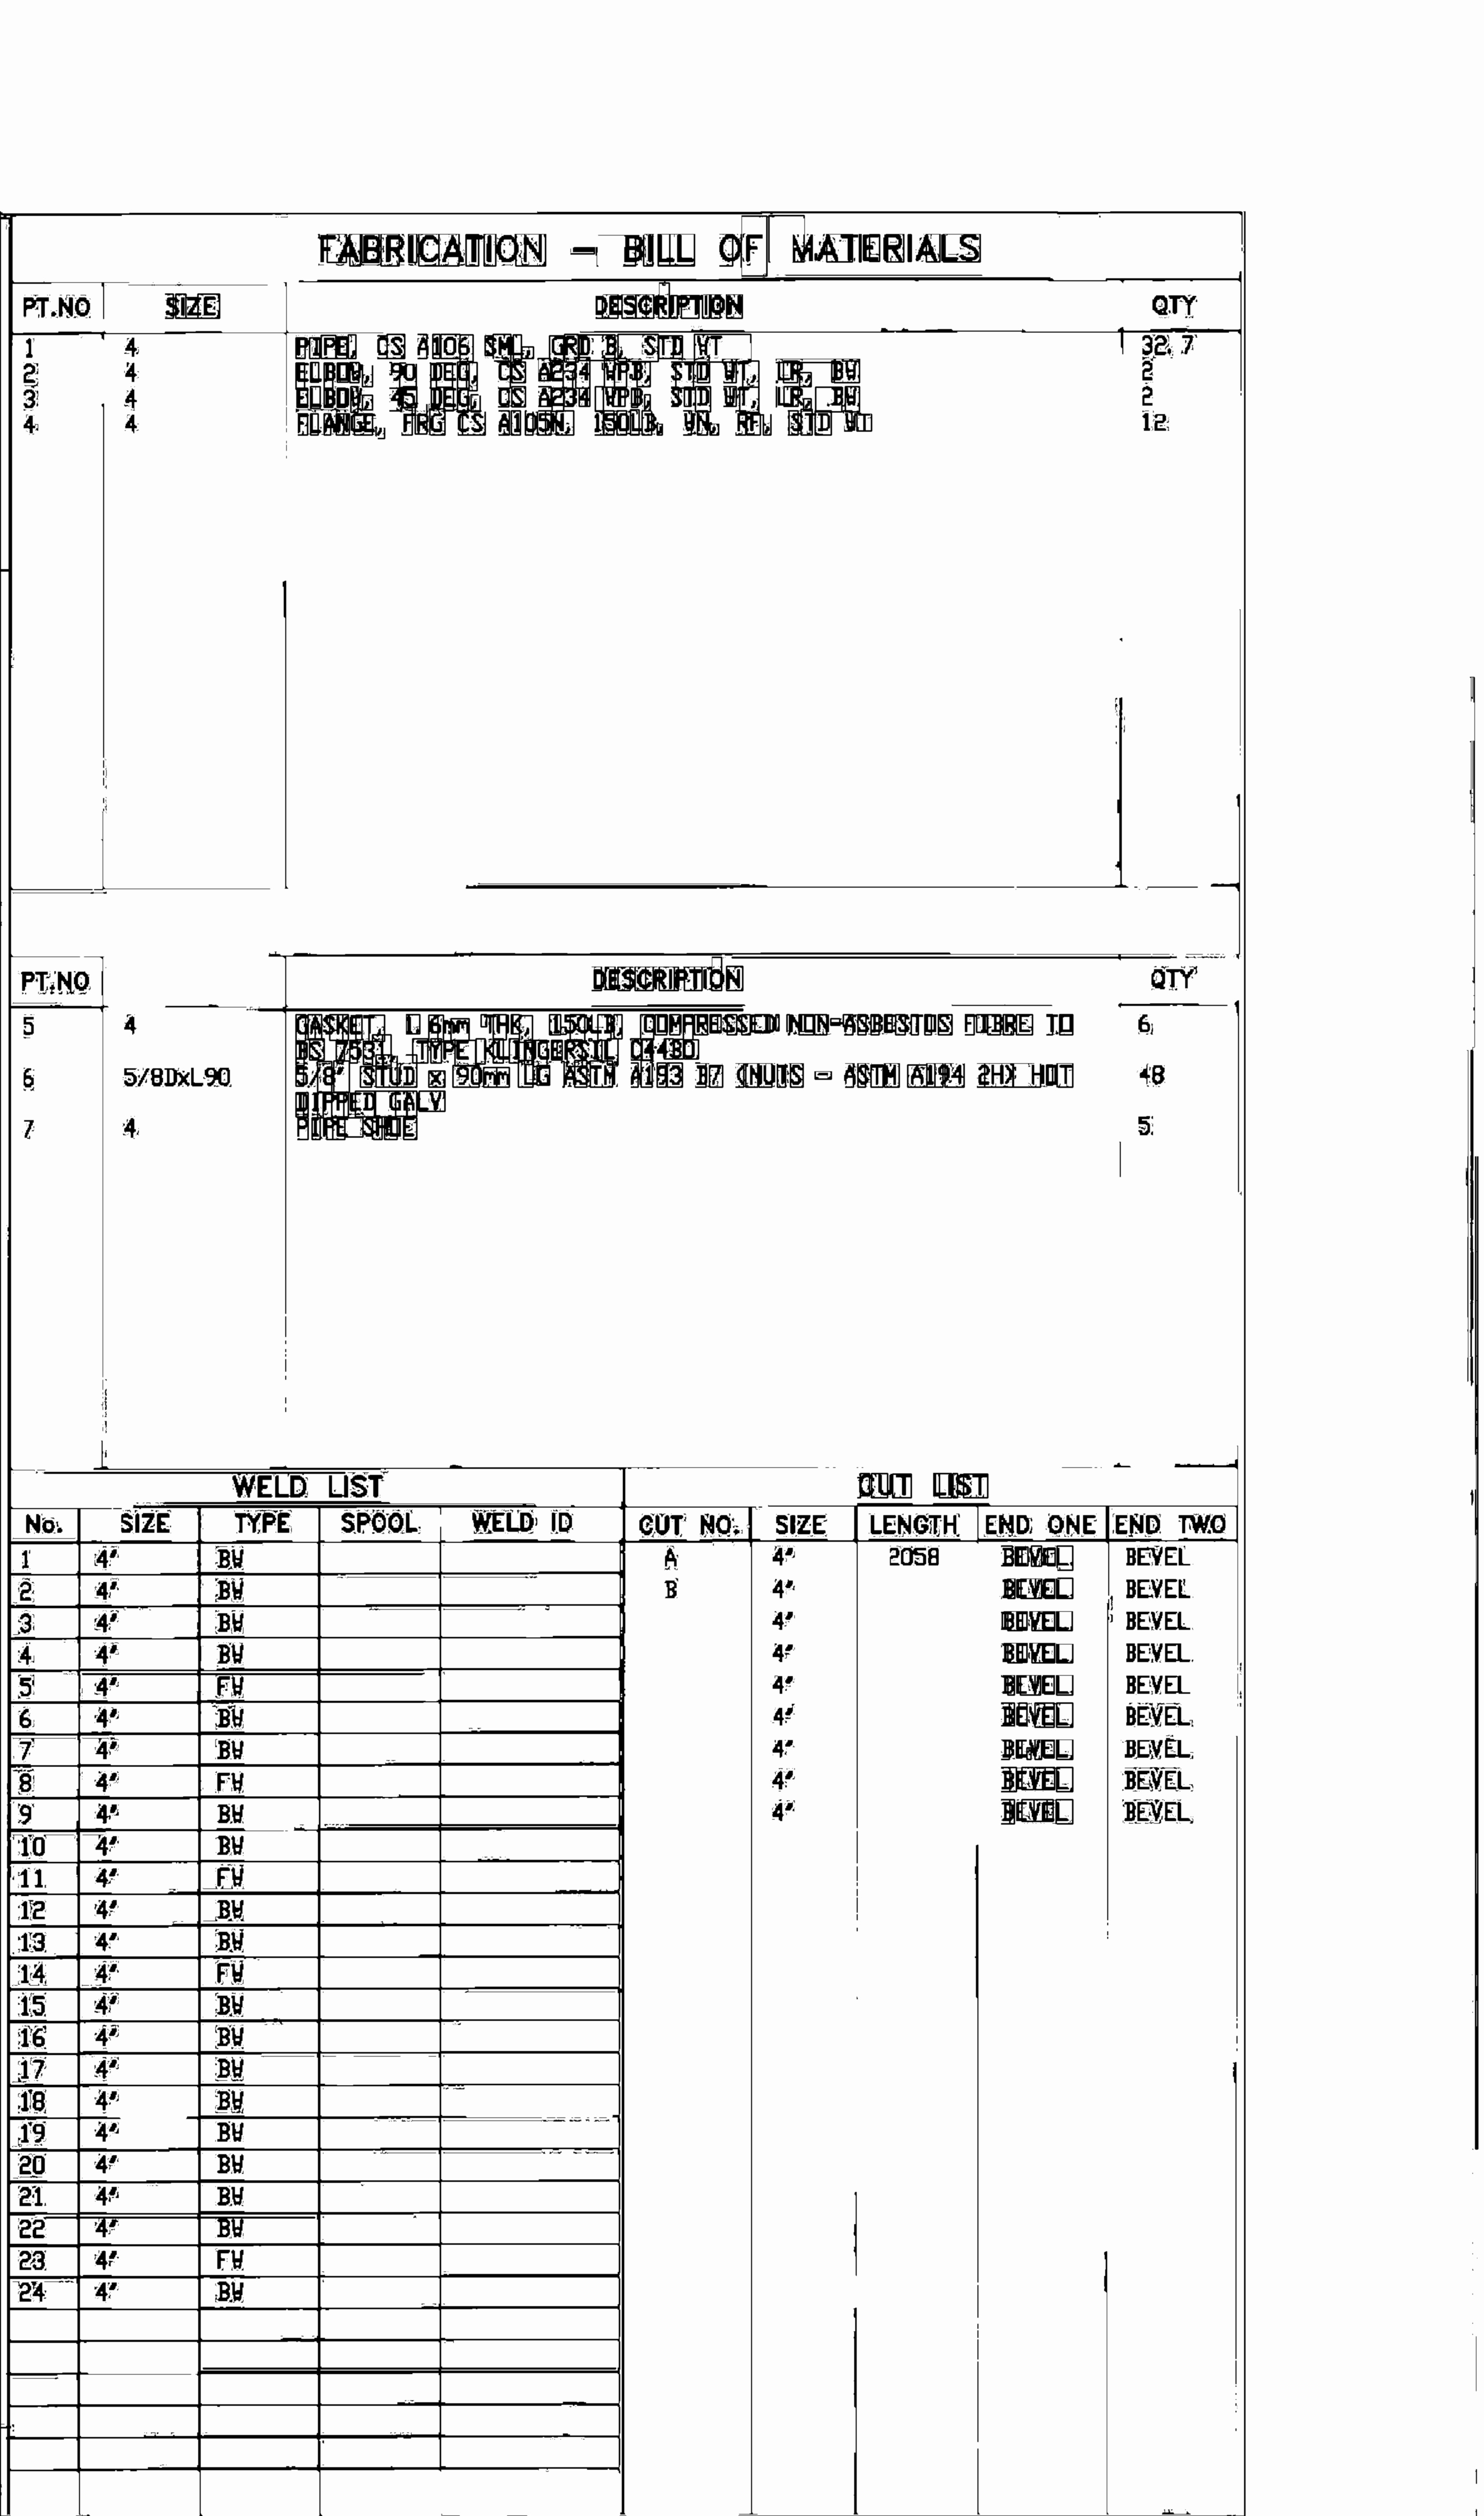 FABRICATION — BILL OF MATERIALS
PT.NO SIZE DESCRIPTION QTY
1 4 PIPE, CS A106 SML, GRD B, STD WT 32.7
2 4 ELBOW, 90 DEG, CS A234 WPB, STD WT, LR, BW 2
3 4 ELBOW, 45 DEG, CS A234 WPB, STD WT, LR, BW 2
4 4 FLANGE, FRG CS A105N, 150LB, WN, RF, STD WT 12
PT.NO DESCRIPTION QTY
5 4 GASKET, 1.6mm THK, 150LB, COMPRESSED NON-ASBESTOS FIBRE TO 6
BS 7531, TYPE KLINGERSIL C4430
6 5/8DxL90 5/8" STUD x 90mm LG ASTM A193 B7 (NUTS - ASTM A194 2H) HOT 48
DIPPED GALV
7 4 PIPE SHOE 5
WELD LIST CUT LIST
No. SIZE TYPE SPOOL WELD ID CUT NO. SIZE LENGTH END ONE END TWO
1 4" BW A 4" 2058 BEVEL BEVEL
2 4" BW B 4" BEVEL BEVEL
3 4" BW 4" BEVEL BEVEL
4 4" BW 4" BEVEL BEVEL
5 4" FW 4" BEVEL BEVEL
6 4" BW 4" BEVEL BEVEL
7 4" BW 4" BEVEL BEVEL
8 4" FW 4" BEVEL BEVEL
9 4" BW 4" BEVEL BEVEL
10 4" BW
11 4" FW
12 4" BW
13 4" BW
14 4" FW
15 4" BW
16 4" BW
17 4" BW
18 4" BW
19 4" BW
20 4" BW
21 4" BW
22 4" BW
23 4" FW
24 4" BW